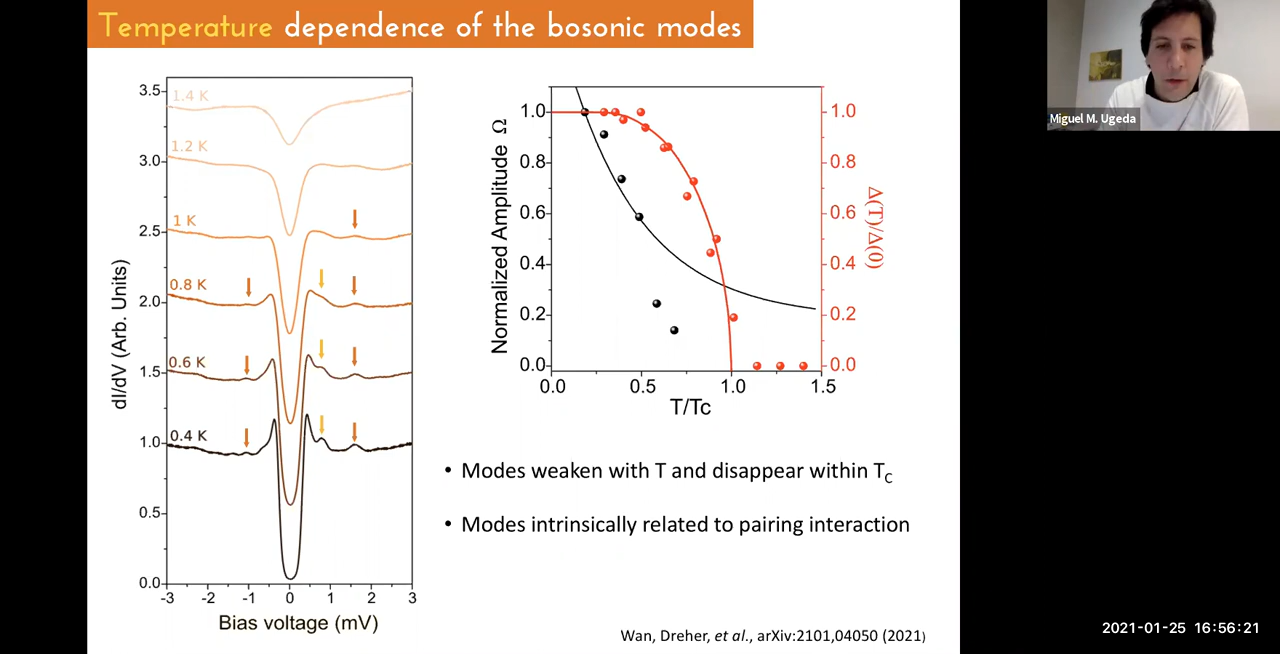 Temperature dependence of the bosonic modes
3.5
3.0
2.5
2.0
1.5
1.0
0.5
0.0
1.4 K
1.2 K
1 K
0.8 K
0.6 K
0.4 K
-3 -2 -1 0 1 2 3
Bias voltage (mV)
dI/dV (Arb. Units)
Normalized Amplitude Ω
1.0
0.8
0.6
0.4
0.2
0.0
0.0 0.5 1.0 1.5
T/Tc
1.0
0.8
0.6
0.4
0.2
0.0
Δ(T)/Δ(0)
• Modes weaken with T and disappear within TC
• Modes intrinsically related to pairing interaction
Wan, Dreher, et al., arXiv:2101,04050 (2021)
Miguel M. Ugeda
2021-01-25 16:56:21